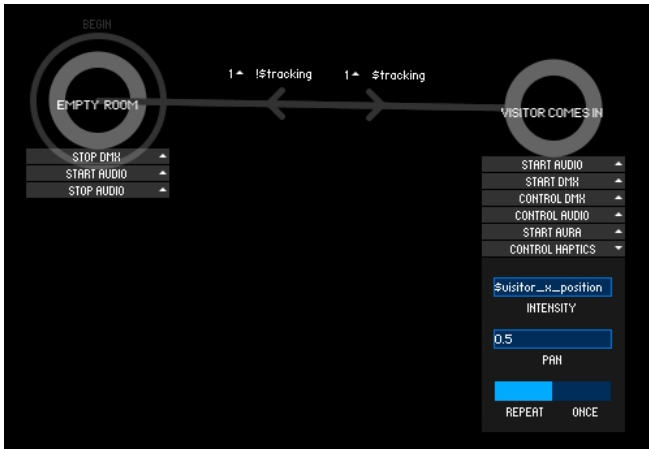 BEGIN
1 !$tracking
1 $tracking
EMPTY ROOM
VISITOR COMES IN
STOP DMX
START AUDIO
STOP AUDIO
START AUDIO
START DMX
CONTROL DMX
CONTROL AUDIO
START AURA
CONTROL HAPTICS
$visitor_x_position
INTENSITY
0.5
PAN
REPEAT ONCE